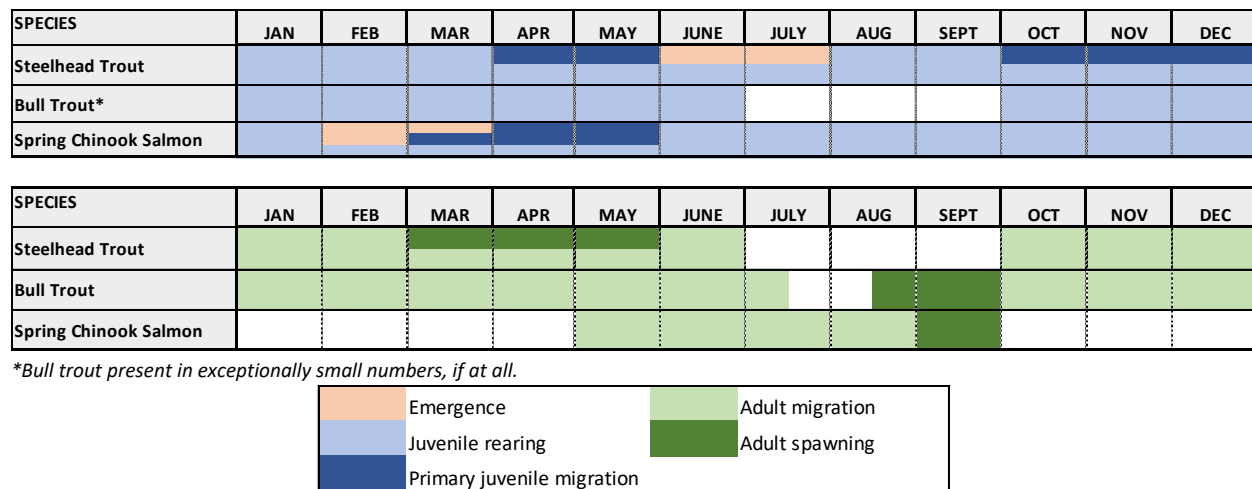 SPECIES JAN FEB MAR APR MAY JUNE JULY AUG SEPT OCT NOV DEC
Steelhead Trout
Bull Trout*
Spring Chinook Salmon
SPECIES JAN FEB MAR APR MAY JUNE JULY AUG SEPT OCT NOV DEC
Steelhead Trout
Bull Trout
Spring Chinook Salmon
*Bull trout present in exceptionally small numbers, if at all.
Emergence Adult migration
Juvenile rearing Adult spawning
Primary juvenile migration